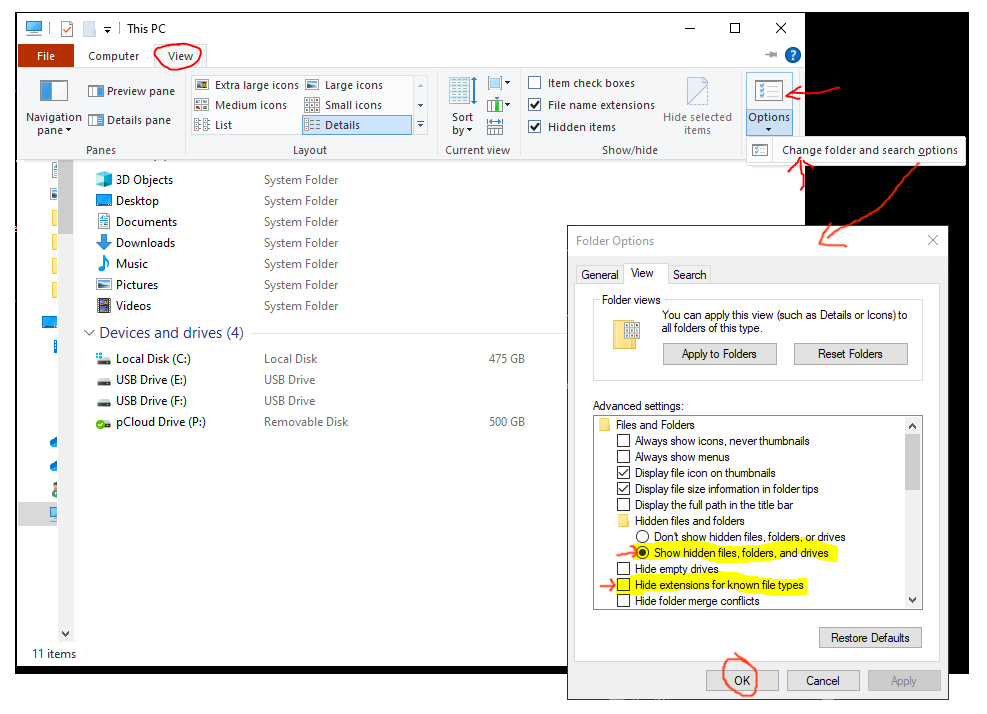 This PC
File Computer View
Navigation pane
Preview pane
Details pane
Panes
Extra large icons Large icons
Medium icons Small icons
List Details
Layout
Sort by
Current view
Item check boxes
File name extensions
Hidden items
Hide selected items
Show/hide
Options
Change folder and search options
3D Objects System Folder
Desktop System Folder
Documents System Folder
Downloads System Folder
Music System Folder
Pictures System Folder
Videos System Folder
Devices and drives (4)
Local Disk (C:) Local Disk 475 GB
USB Drive (E:) USB Drive
USB Drive (F:) USB Drive
pCloud Drive (P:) Removable Disk 500 GB
11 items
Folder Options
General View Search
Folder views
You can apply this view (such as Details or Icons) to
all folders of this type.
Apply to Folders Reset Folders
Advanced settings:
Files and Folders
Always show icons, never thumbnails
Always show menus
Display file icon on thumbnails
Display file size information in folder tips
Display the full path in the title bar
Hidden files and folders
Don't show hidden files, folders, or drives
Show hidden files, folders, and drives
Hide empty drives
Hide extensions for known file types
Hide folder merge conflicts
Restore Defaults
OK Cancel Apply